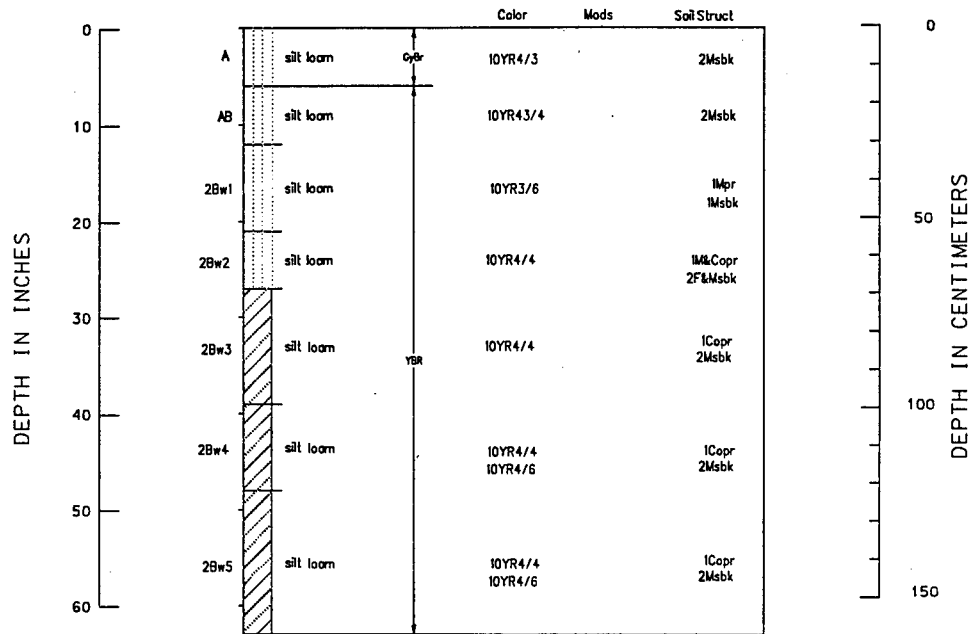 Color Mods Soil Struct
0 0
A silt loam GyBr 10YR4/3 2Msbk
AB silt loam 10YR43/4 2Msbk
10
2Bw1 silt loam 10YR3/6 1Mpr
1Msbk
20 50
2Bw2 silt loam 10YR4/4 1M&Copr
2F&Msbk
30
2Bw3 silt loam YBR 10YR4/4 1Copr
2Msbk
40 100
2Bw4 silt loam 10YR4/4 1Copr
10YR4/6 2Msbk
50
2Bw5 silt loam 10YR4/4 1Copr
10YR4/6 2Msbk
60 150
DEPTH IN INCHES
DEPTH IN CENTIMETERS